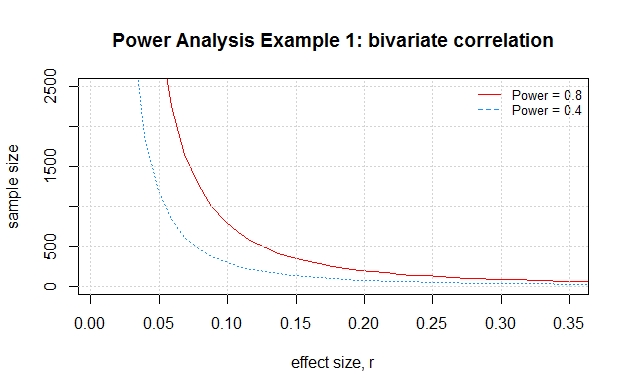 Power Analysis Example 1: bivariate correlation
Power = 0.8
Power = 0.4
sample size
2500
1500
500
0
0.00 0.05 0.10 0.15 0.20 0.25 0.30 0.35
effect size, r